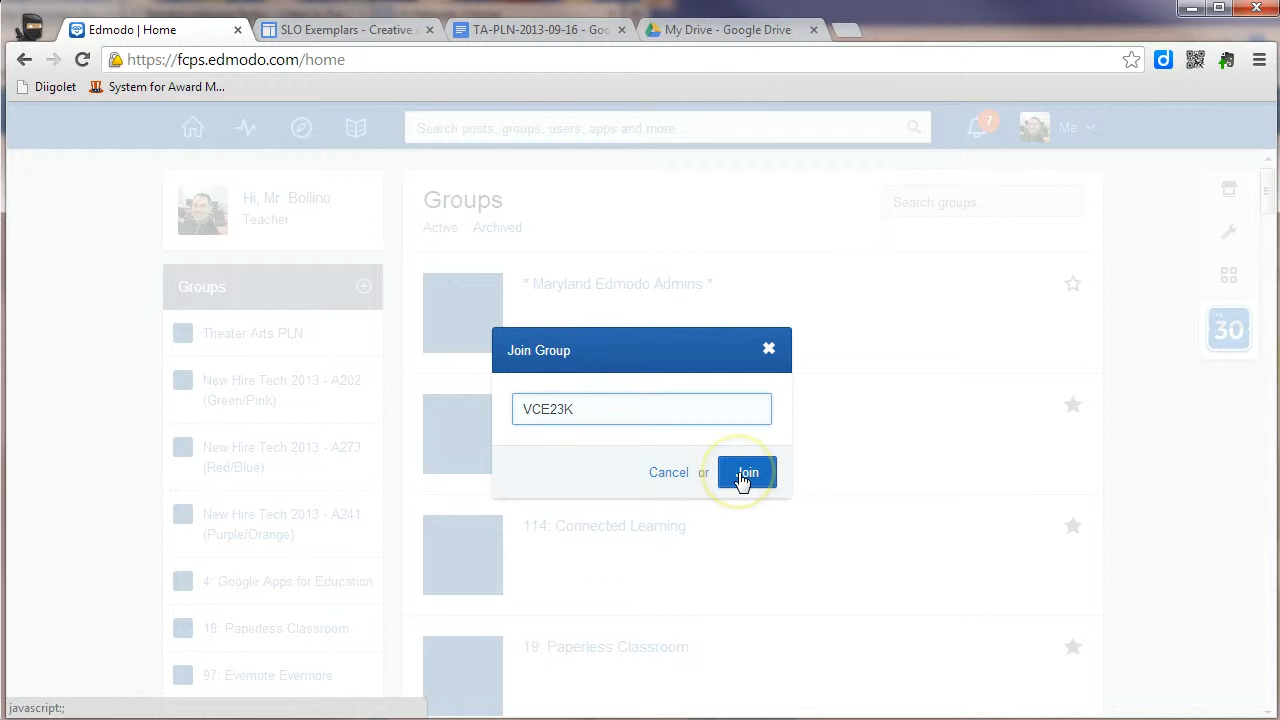 Edmodo | Home
SLO Exemplars - Creative
TA-PLN-2013-09-16 - Goo
My Drive - Google Drive
https://fcps.edmodo.com/home
Diigolet
System for Award M...
Search posts, groups, users, apps and more...
7
Me
Hi, Mr. Bollino
Teacher
Groups
Theater Arts PLN
New Hire Tech 2013 - A202
(Green/Pink)
New Hire Tech 2013 - A273
(Red/Blue)
New Hire Tech 2013 - A241
(Purple/Orange)
4: Google Apps for Education
19: Paperless Classroom
97: Evernote Evermore
Groups
Active Archived
Search groups...
* Maryland Edmodo Admins *
114: Connected Learning
19: Paperless Classroom
Join Group
VCE23K
Cancel or Join
30
javascript:;